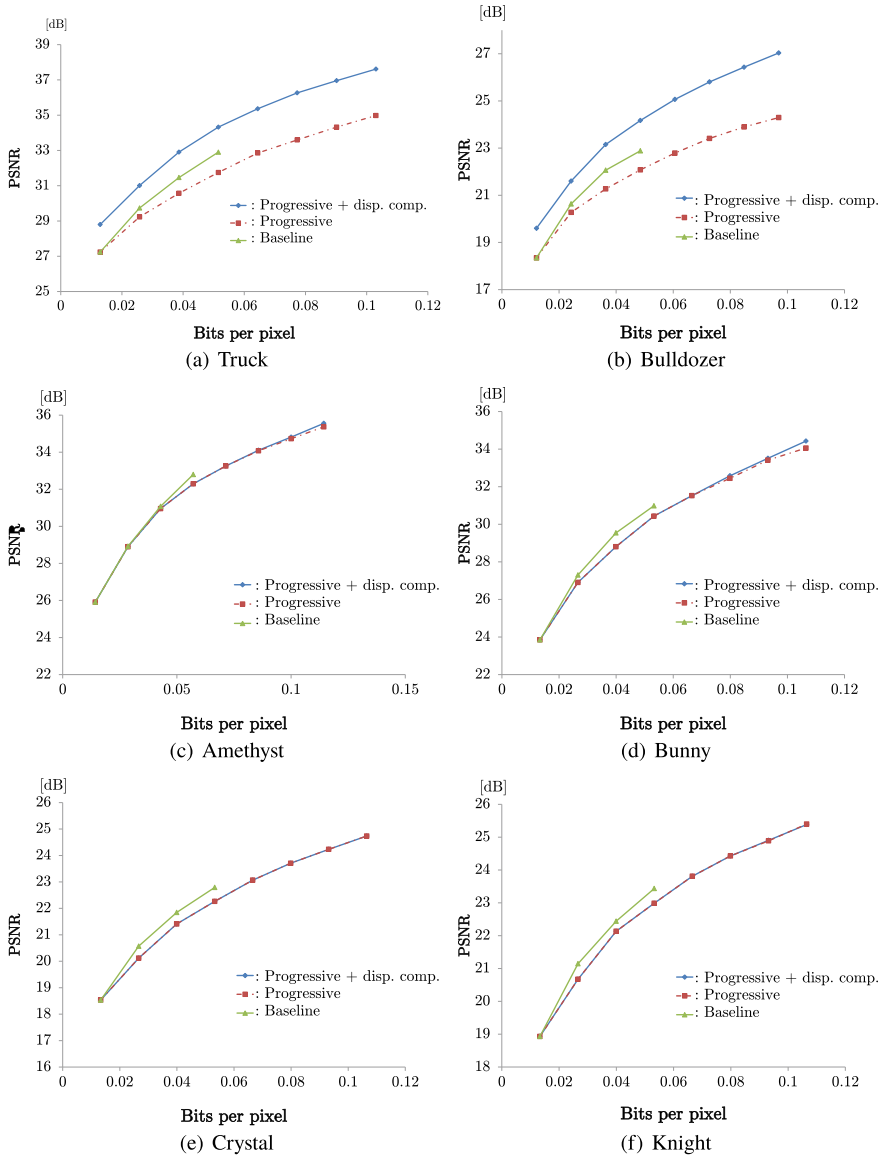 [dB]
39
37
35
33
31
29
27
25
PSNR
: Progressive + disp. comp.
: Progressive
: Baseline
0 0.02 0.04 0.06 0.08 0.1 0.12
Bits per pixel
(a) Truck
[dB]
27
25
23
21
19
17
PSNR
: Progressive + disp. comp.
: Progressive
: Baseline
0 0.02 0.04 0.06 0.08 0.1 0.12
Bits per pixel
(b) Bulldozer
[dB]
36
34
32
30
28
26
24
22
PSNR
: Progressive + disp. comp.
: Progressive
: Baseline
0 0.05 0.1 0.15
Bits per pixel
(c) Amethyst
[dB]
36
34
32
30
28
26
24
22
PSNR
: Progressive + disp. comp.
: Progressive
: Baseline
0 0.02 0.04 0.06 0.08 0.1 0.12
Bits per pixel
(d) Bunny
[dB]
26
25
24
23
22
21
20
19
18
17
16
PSNR
: Progressive + disp. comp.
: Progressive
: Baseline
0 0.02 0.04 0.06 0.08 0.1 0.12
Bits per pixel
(e) Crystal
[dB]
26
25
24
23
22
21
20
19
18
PSNR
: Progressive + disp. comp.
: Progressive
: Baseline
0 0.02 0.04 0.06 0.08 0.1 0.12
Bits per pixel
(f) Knight